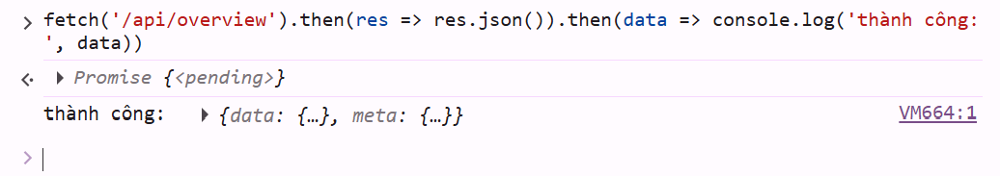 fetch('/api/overview').then(res => res.json()).then(data => console.log('thành công:
', data))
Promise {<pending>}
thành công: {data: {…}, meta: {…}} VM664:1